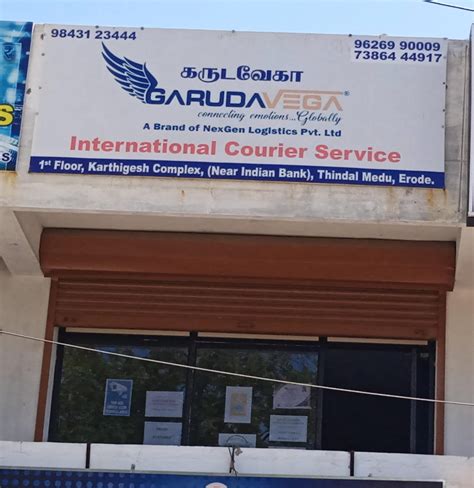 98431 23444
96269 90009
73864 44917
கருடவேகா
GARUDAVEGA®
connecting emotions...Globally
A Brand of NexGen Logistics Pvt. Ltd
International Courier Service
1st Floor, Karthigesh Complex, (Near Indian Bank), Thindal Medu, Erode.